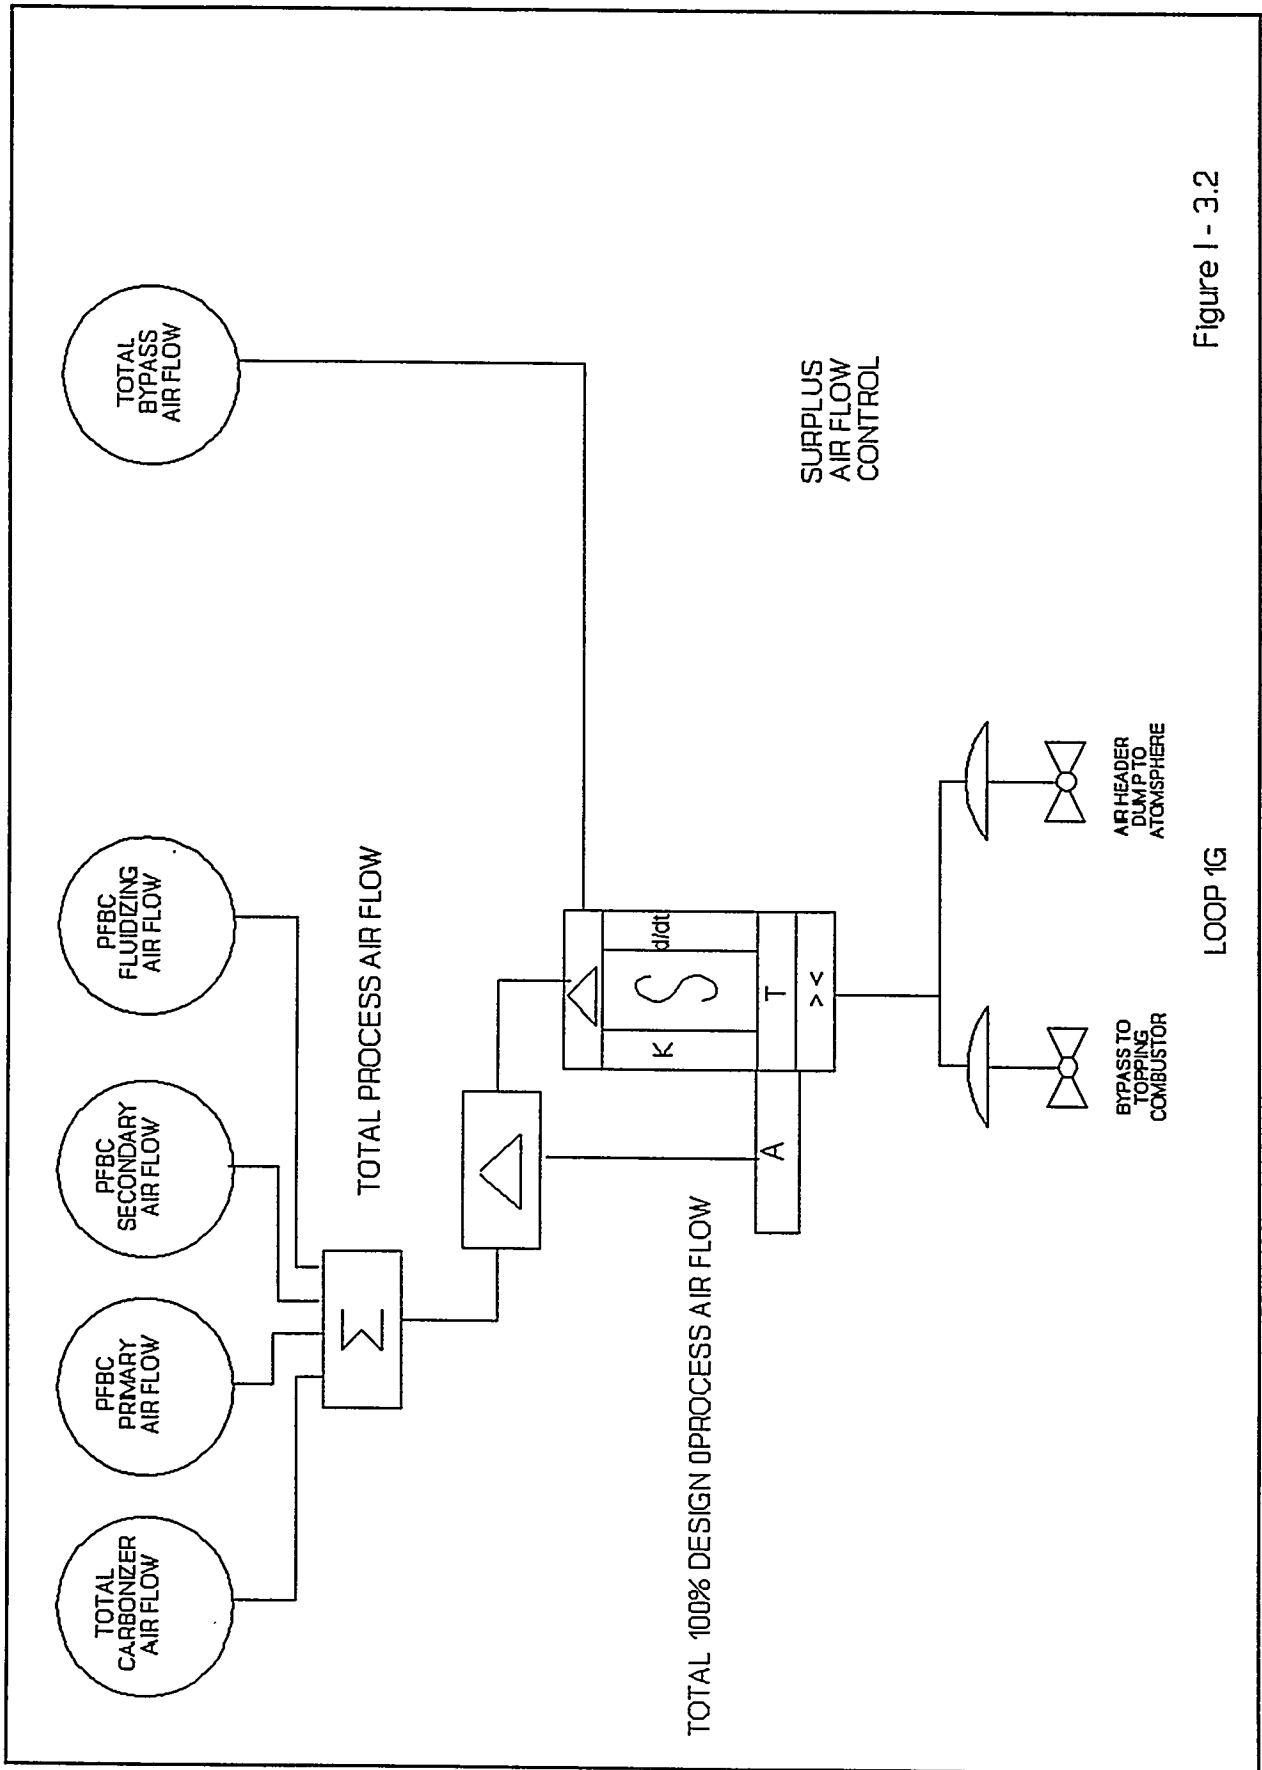 TOTAL
CARBONIZER
AIR FLOW
PFBC
PRIMARY
AIR FLOW
PFBC
SECONDARY
AIR FLOW
PFBC
FLUIDIZING
AIR FLOW
TOTAL
BYPASS
AIR FLOW
Σ
TOTAL PROCESS AIR FLOW
TOTAL 100% DESIGN 0PROCESS AIR FLOW
K
d/dt
A
T
> <
SURPLUS
AIR FLOW
CONTROL
BYPASS TO
TOPPING
COMBUSTOR
AIR HEADER
DUMP TO
ATOMSPHERE
LOOP 1G
Figure I - 3.2